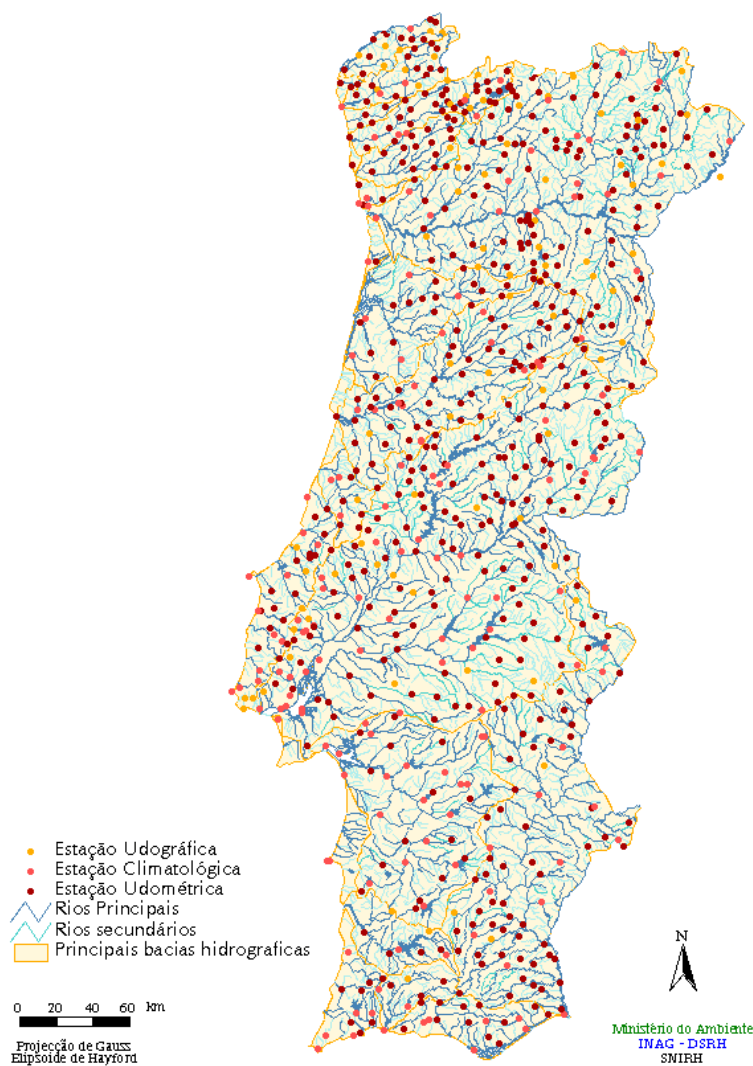 Estação Udográfica
Estação Climatológica
Estação Udométrica
Rios Principais
Rios secundários
Principais bacias hidrograficas
0 20 40 60 km
Projecção de Gauss
Elipsoide de Hayford
N
Ministério do Ambiente
INAG - DSRH
SNIRH